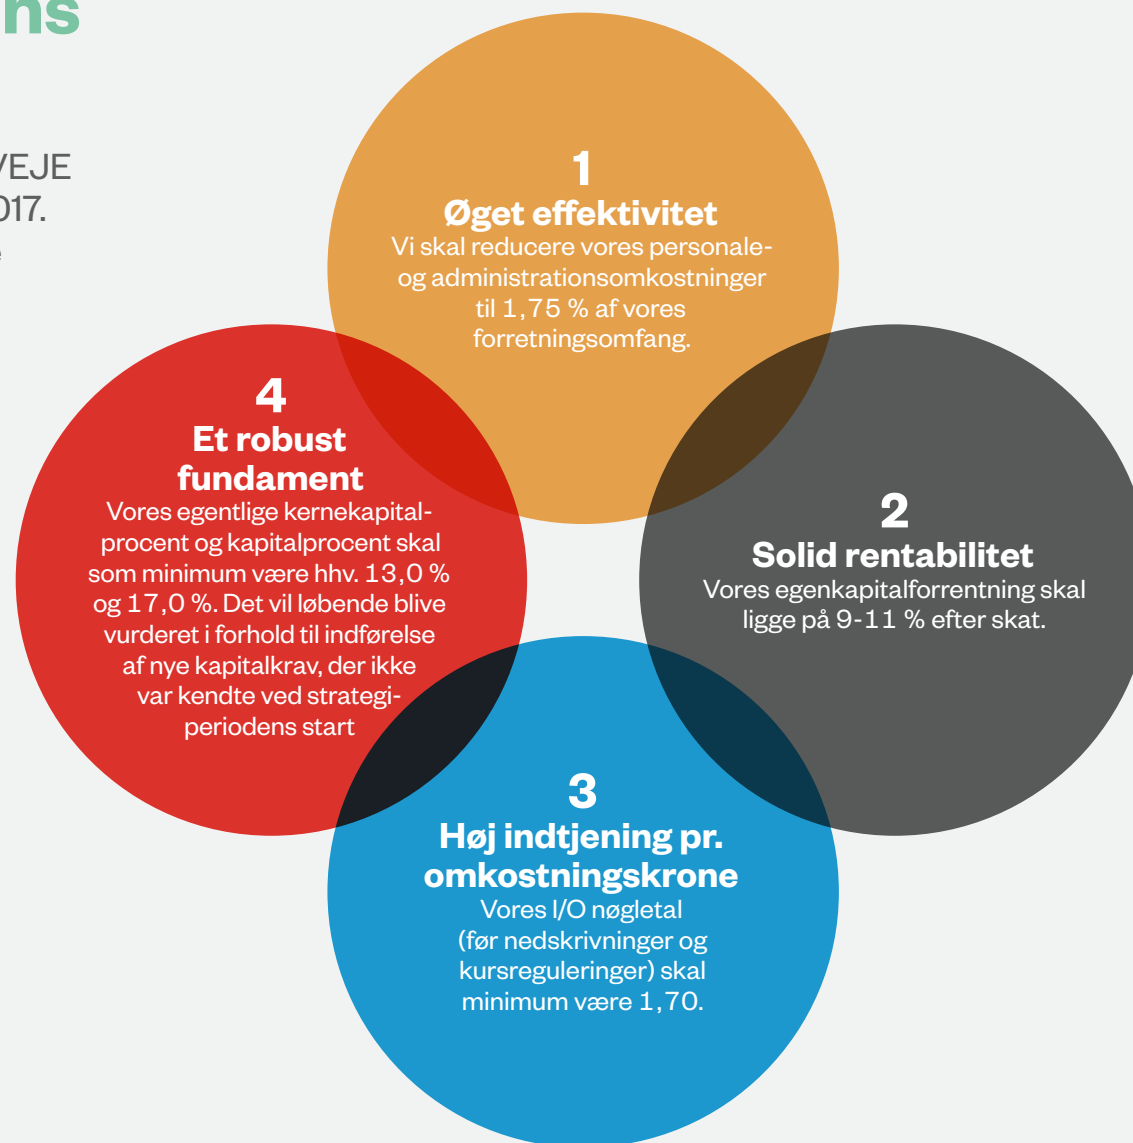 ns
VEJE
017.
e
1
Øget effektivitet
Vi skal reducere vores personale-
og administrationsomkostninger
til 1,75 % af vores
forretningsomfang.
2
Solid rentabilitet
Vores egenkapitalforrentning skal
ligge på 9-11 % efter skat.
3
Høj indtjening pr.
omkostningskrone
Vores I/O nøgletal
(før nedskrivninger og
kursreguleringer) skal
minimum være 1,70.
4
Et robust
fundament
Vores egentlige kernekapital-
procent og kapitalprocent skal
som minimum være hhv. 13,0 %
og 17,0 %. Det vil løbende blive
vurderet i forhold til indførelse
af nye kapitalkrav, der ikke
var kendte ved strategi-
periodens start